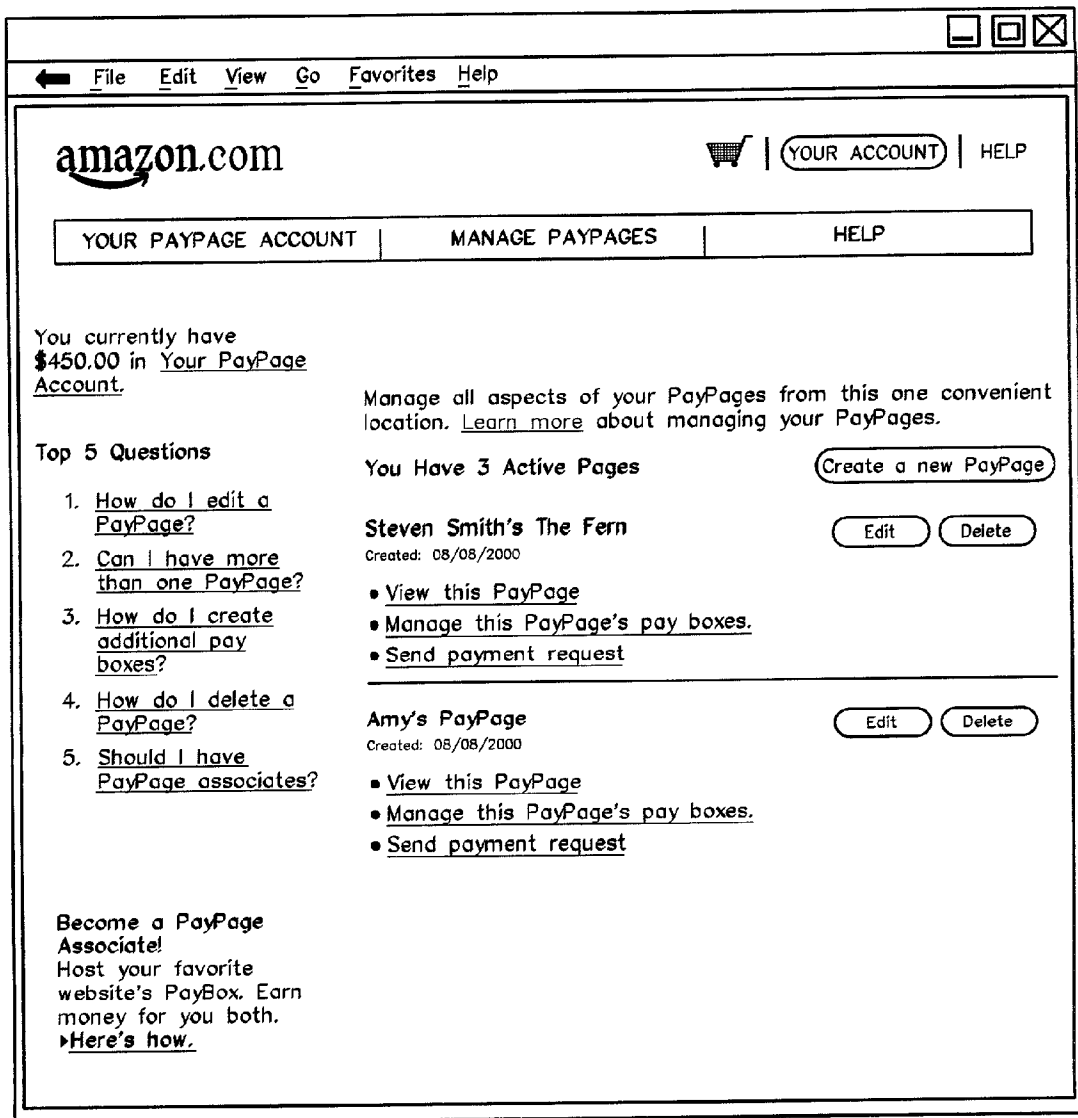 File Edit View Go Favorites Help
amazon.com
YOUR ACCOUNT | HELP
YOUR PAYPAGE ACCOUNT | MANAGE PAYPAGES | HELP
You currently have
$450.00 in Your PayPage
Account.
Top 5 Questions
1. How do I edit a
PayPage?
2. Can I have more
than one PayPage?
3. How do I create
additional pay
boxes?
4. How do I delete a
PayPage?
5. Should I have
PayPage associates?
Become a PayPage
Associate!
Host your favorite
website's PayBox. Earn
money for you both.
Here's how.
Manage all aspects of your PayPages from this one convenient
location. Learn more about managing your PayPages.
You Have 3 Active Pages Create a new PayPage
Steven Smith's The Fern Edit Delete
Created: 08/08/2000
• View this PayPage
• Manage this PayPage's pay boxes.
• Send payment request
Amy's PayPage Edit Delete
Created: 08/08/2000
• View this PayPage
• Manage this PayPage's pay boxes.
• Send payment request